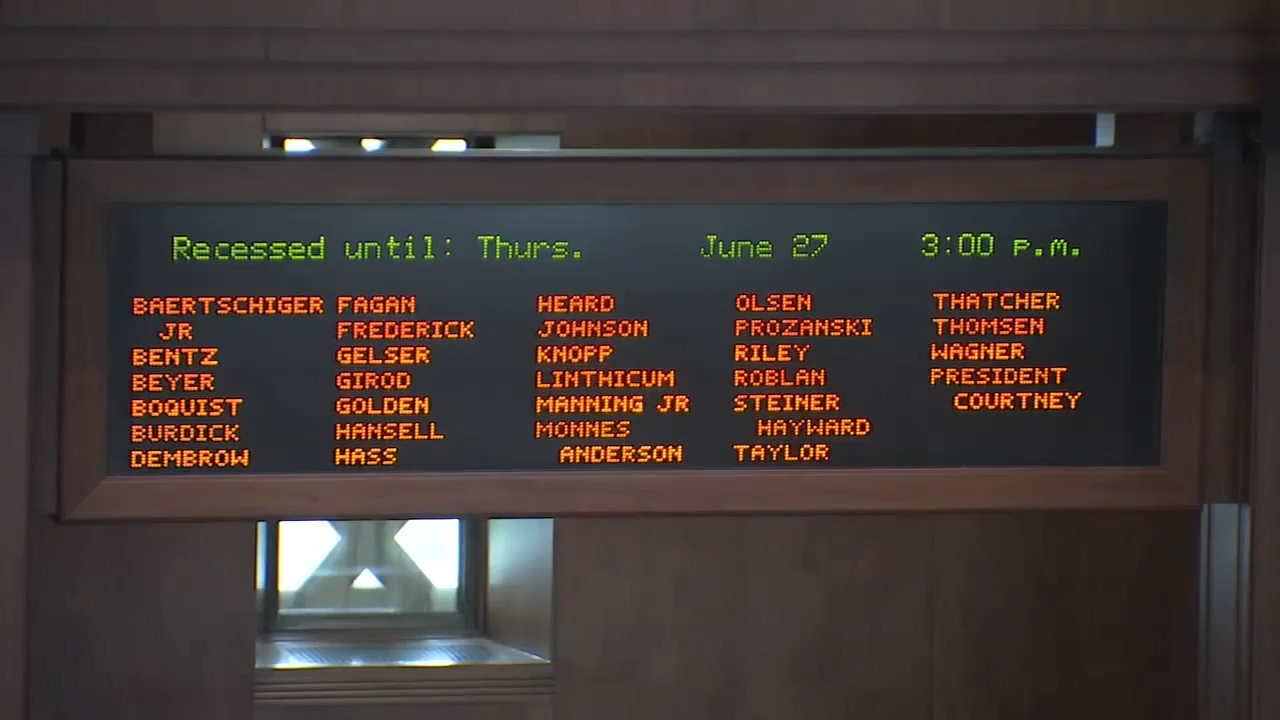 Recessed until: Thurs. June 27 3:00 p.m.
BAERTSCHIGER
JR
BENTZ
BEYER
BOQUIST
BURDICK
DEMBROW
FAGAN
FREDERICK
GELSER
GIROD
GOLDEN
HANSELL
HASS
HEARD
JOHNSON
KNOPP
LINTHICUM
MANNING JR
MONNES
ANDERSON
OLSEN
PROZANSKI
RILEY
ROBLAN
STEINER
HAYWARD
TAYLOR
THATCHER
THOMSEN
WAGNER
PRESIDENT
COURTNEY